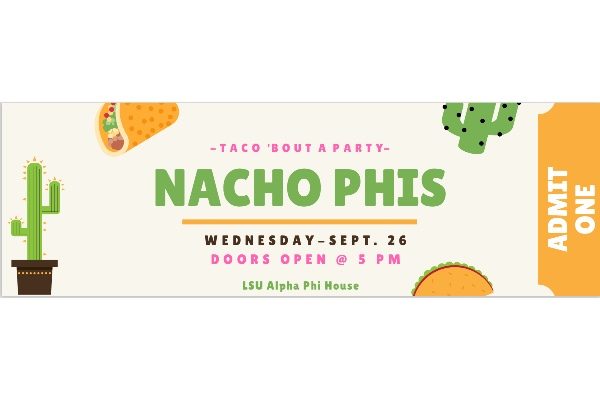 -TACO 'BOUT A PARTY-
NACHO PHIS
WEDNESDAY-SEPT. 26
DOORS OPEN @ 5 PM
LSU Alpha Phi House
ADMIT
ONE